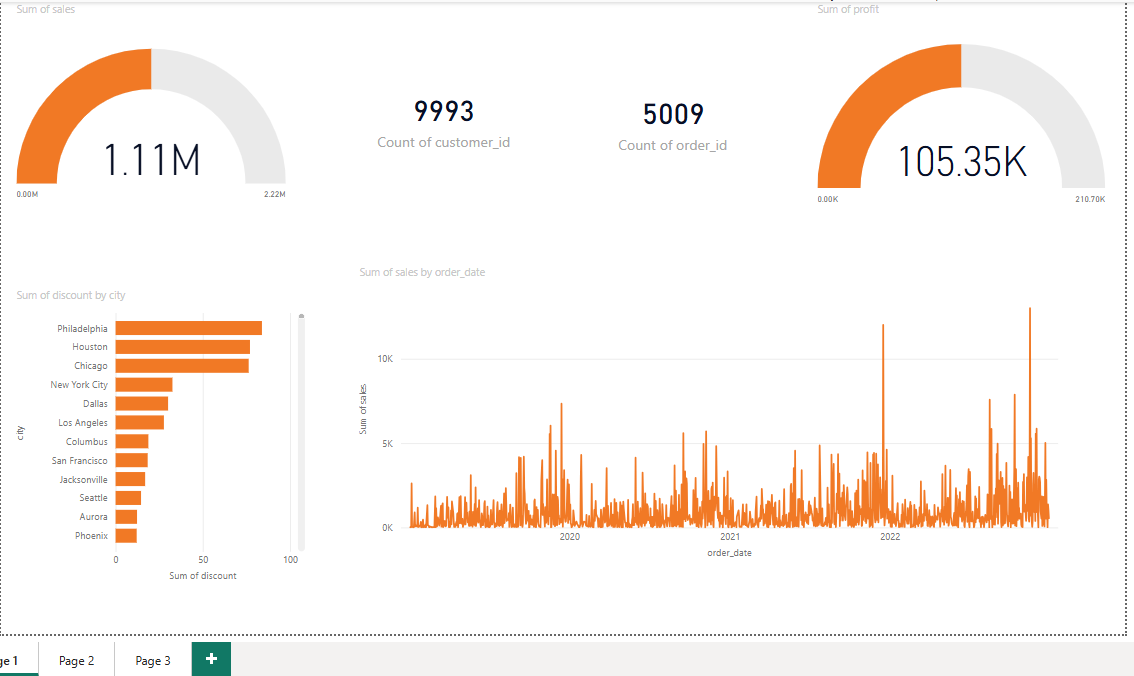 Sum of sales
1.11M
0.00M
2.22M
9993
Count of customer_id
5009
Count of order_id
Sum of profit
105.35K
0.00K
210.70K
Sum of discount by city
city
Philadelphia
Houston
Chicago
New York City
Dallas
Los Angeles
Columbus
San Francisco
Jacksonville
Seattle
Aurora
Phoenix
0
50
100
Sum of discount
Sum of sales by order_date
Sum of sales
10K
5K
0K
2020
2021
2022
order_date
ge 1
Page 2
Page 3
+